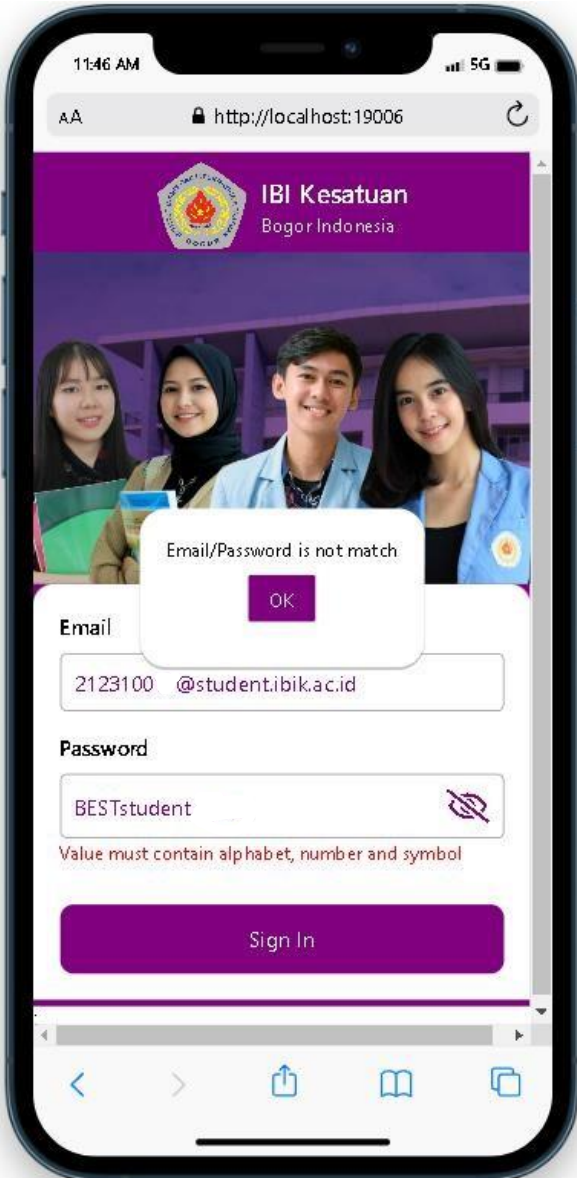 11:46 AM
5G
AA
http://localhost:19006
IBI Kesatuan
Bogor Indonesia
Email/Password is not match
OK
Email
2123100 @student.ibik.ac.id
Password
BESTstudent
Value must contain alphabet, number and symbol
Sign In